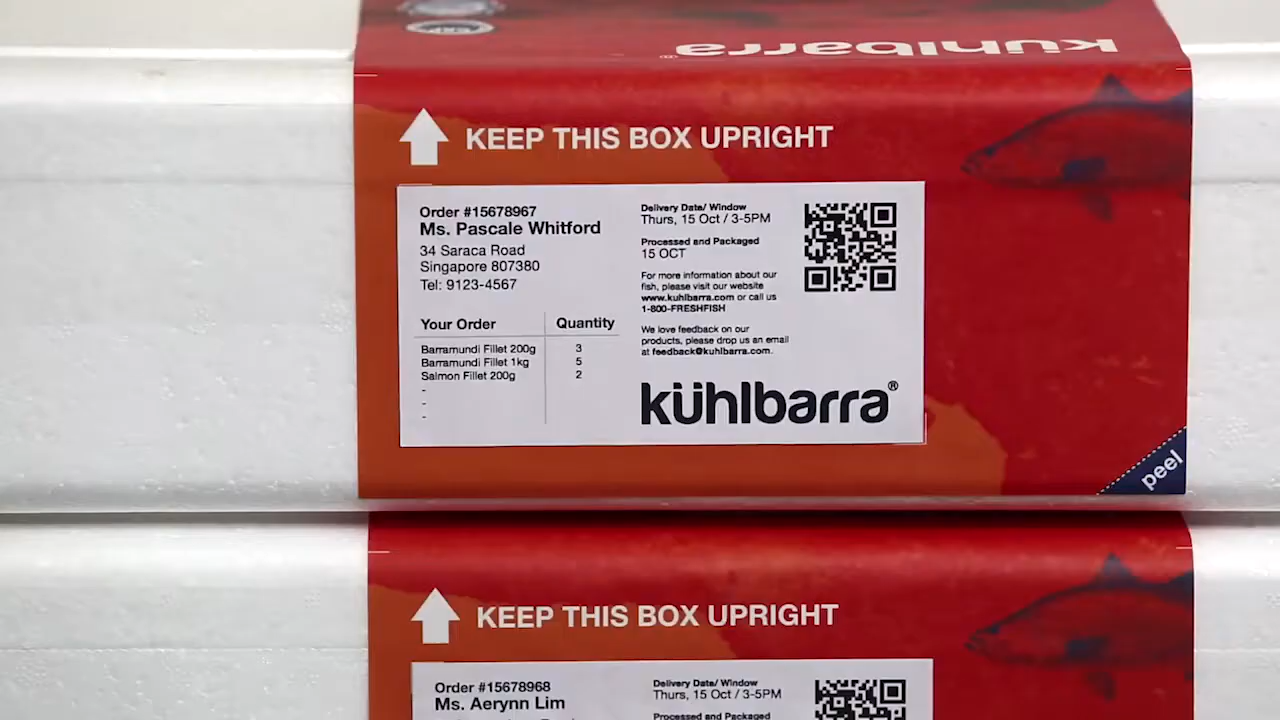 kühlbarra®
KEEP THIS BOX UPRIGHT
Order #15678967
Ms. Pascale Whitford
34 Saraca Road
Singapore 807380
Tel: 9123-4567
Your Order Quantity
Barramundi Fillet 200g 3
Barramundi Fillet 1kg 5
Salmon Fillet 200g 2
-
-
-
Delivery Date/ Window
Thurs, 15 Oct / 3-5PM
Processed and Packaged
15 OCT
For more information about our
fish, please visit our website
www.kuhlbarra.com or call us
1-800-FRESHFISH
We love feedback on our
products, please drop us an email
at feedback@kuhlbarra.com.
kühlbarra®
peel
KEEP THIS BOX UPRIGHT
Order #15678968
Ms. Aerynn Lim
Delivery Date/ Window
Thurs, 15 Oct / 3-5PM
Processed and Packaged